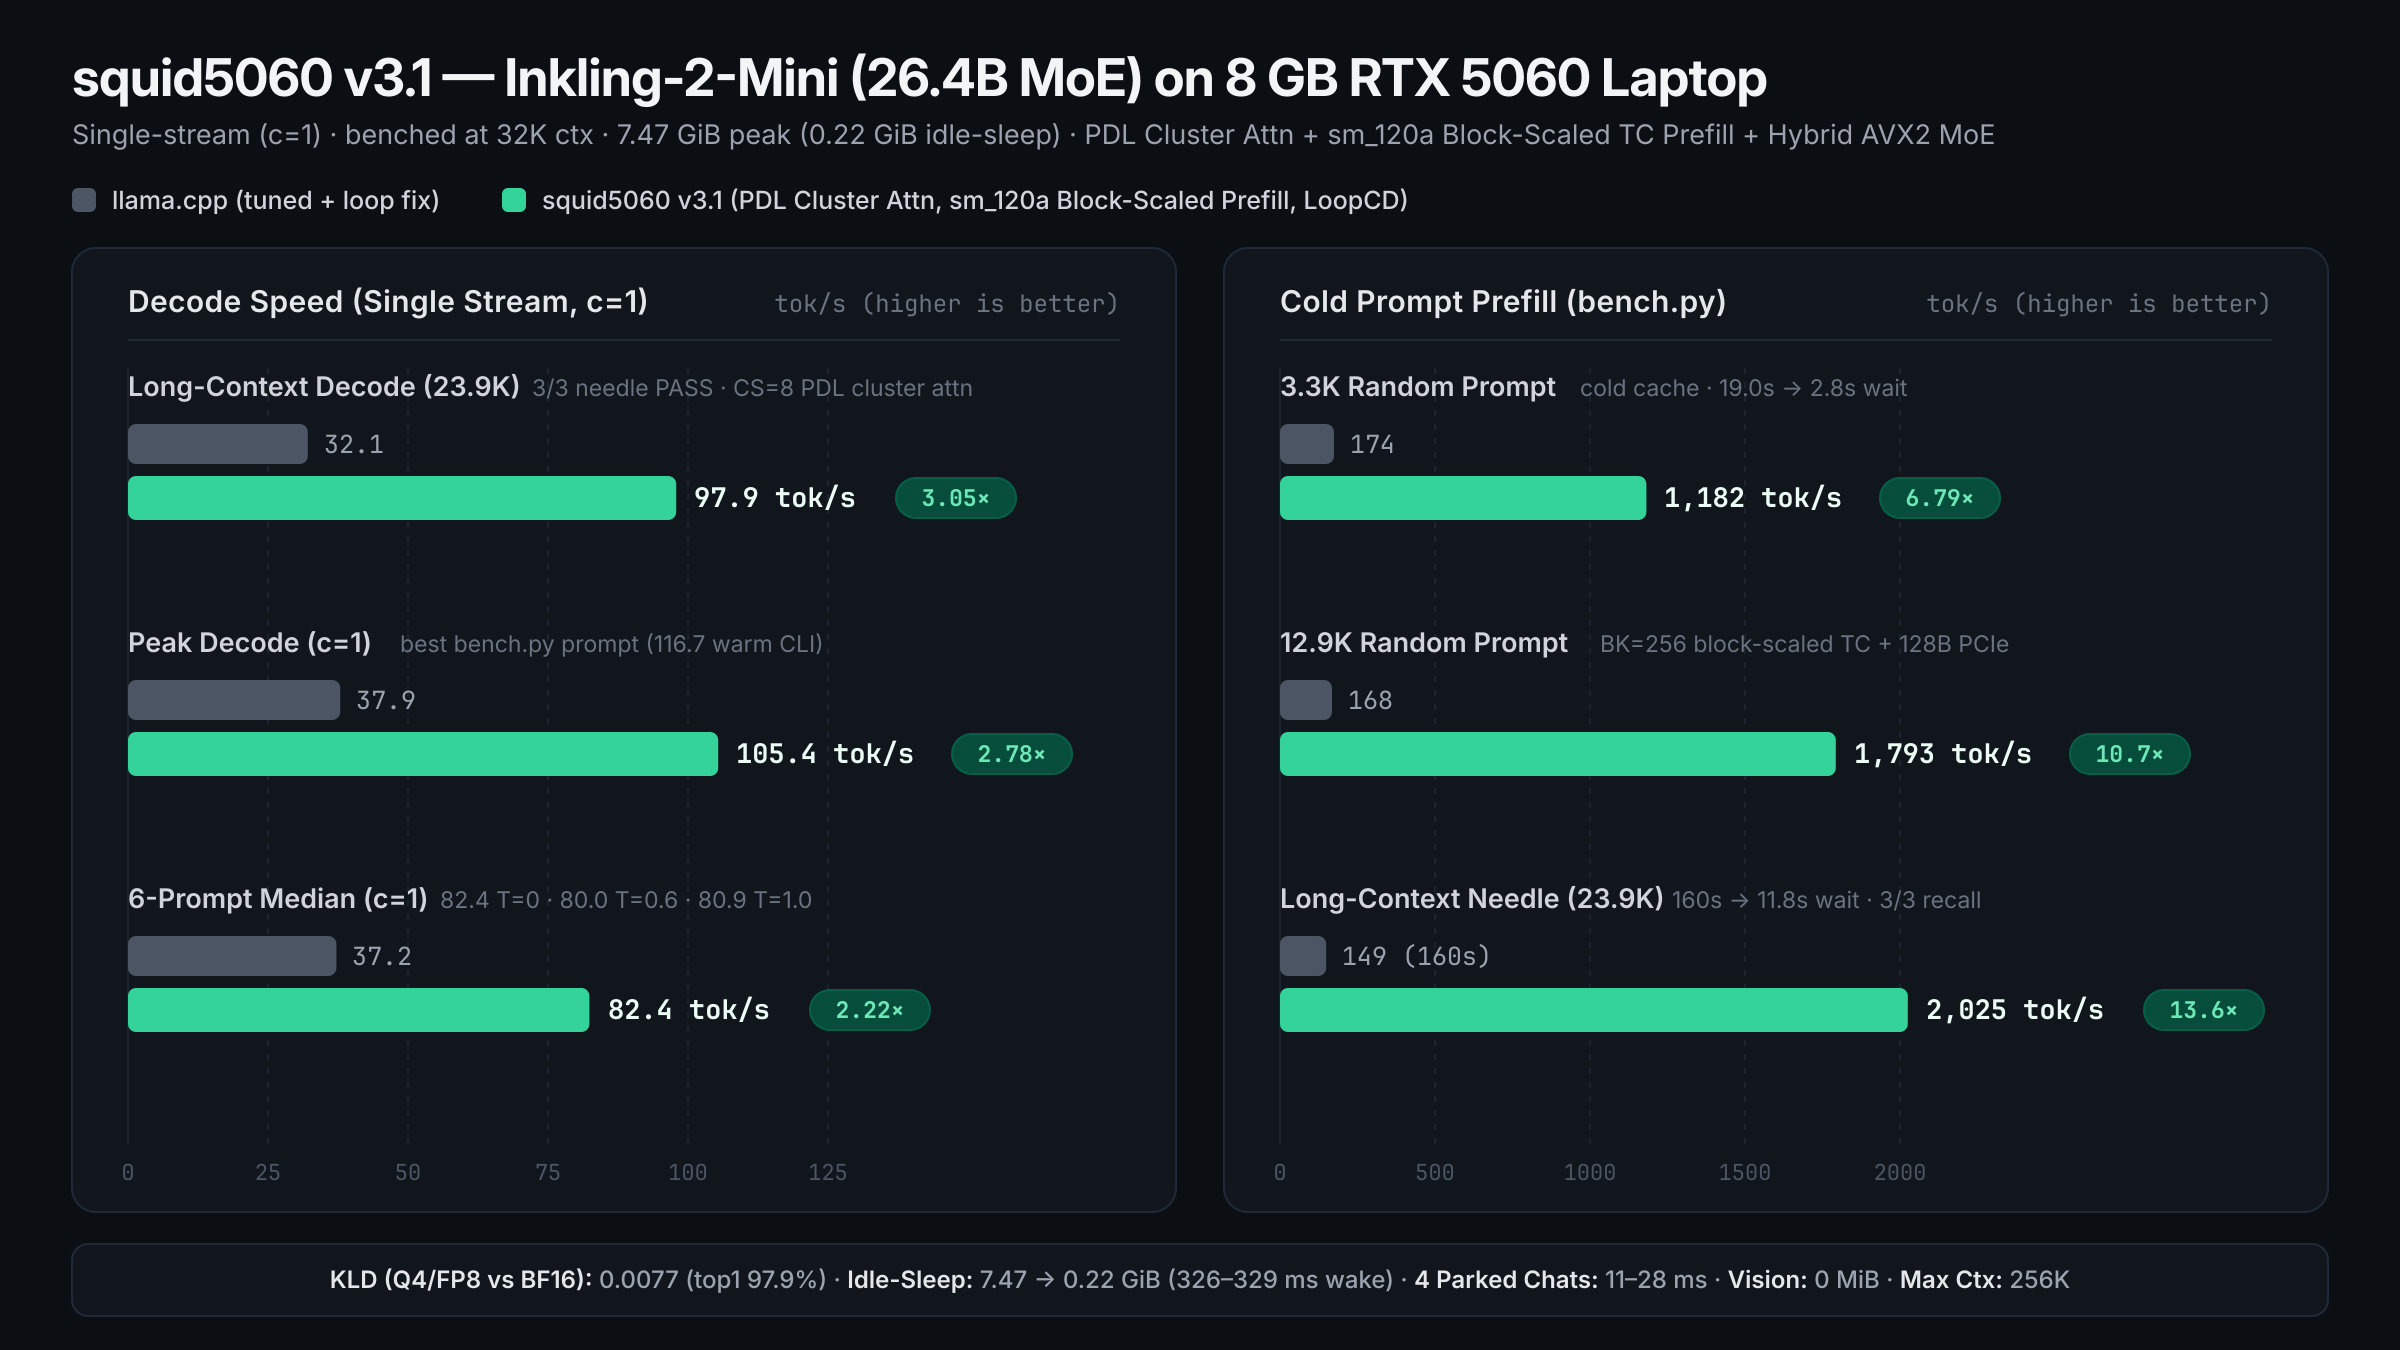 squid5060 v3.1 — Inkling-2-Mini (26.4B MoE) on 8 GB RTX 5060 Laptop
Single-stream (c=1) · benched at 32K ctx · 7.47 GiB peak (0.22 GiB idle-sleep) · PDL Cluster Attn + sm_120a Block-Scaled TC Prefill + Hybrid AVX2 MoE
llama.cpp (tuned + loop fix) squid5060 v3.1 (PDL Cluster Attn, sm_120a Block-Scaled Prefill, LoopCD)
Decode Speed (Single Stream, c=1) tok/s (higher is better)
Long-Context Decode (23.9K) 3/3 needle PASS · CS=8 PDL cluster attn
32.1
97.9 tok/s 3.05×
Peak Decode (c=1) best bench.py prompt (116.7 warm CLI)
37.9
105.4 tok/s 2.78×
6-Prompt Median (c=1) 82.4 T=0 · 80.0 T=0.6 · 80.9 T=1.0
37.2
82.4 tok/s 2.22×
0 25 50 75 100 125
Cold Prompt Prefill (bench.py) tok/s (higher is better)
3.3K Random Prompt cold cache · 19.0s → 2.8s wait
174
1,182 tok/s 6.79×
12.9K Random Prompt BK=256 block-scaled TC + 128B PCIe
168
1,793 tok/s 10.7×
Long-Context Needle (23.9K) 160s → 11.8s wait · 3/3 recall
149 (160s)
2,025 tok/s 13.6×
0 500 1000 1500 2000
KLD (Q4/FP8 vs BF16): 0.0077 (top1 97.9%) · Idle-Sleep: 7.47 → 0.22 GiB (326–329 ms wake) · 4 Parked Chats: 11–28 ms · Vision: 0 MiB · Max Ctx: 256K